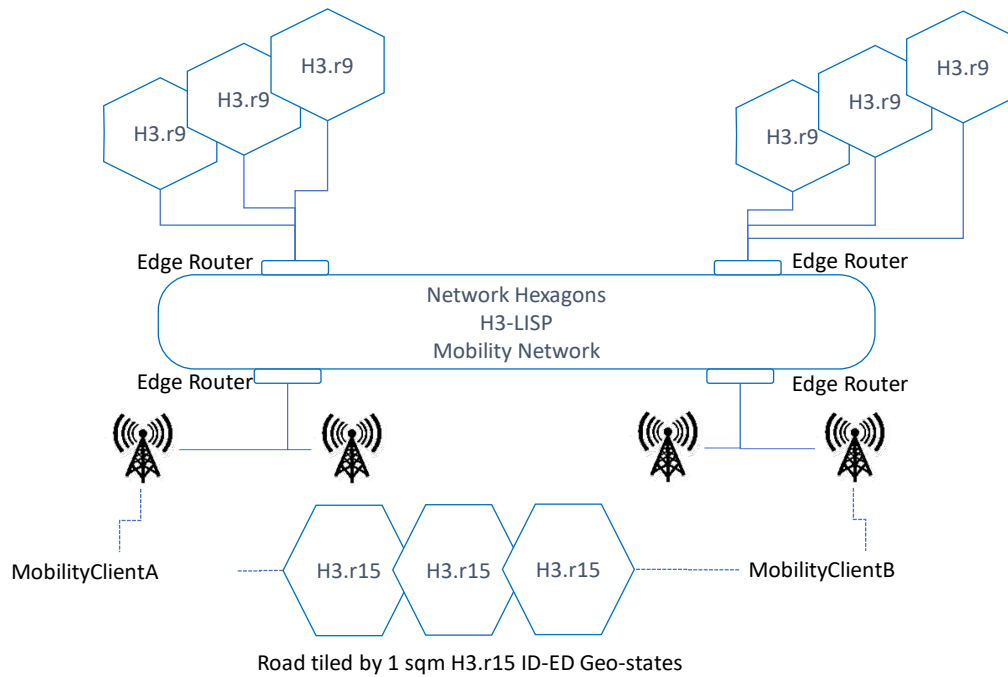 H3.r9
H3.r9
H3.r9
H3.r9
H3.r9
H3.r9
Edge Router
Edge Router
Network Hexagons
H3-LISP
Mobility Network
Edge Router
Edge Router
MobilityClientA
H3.r15
H3.r15
H3.r15
MobilityClientB
Road tiled by 1 sqm H3.r15 ID-ED Geo-states